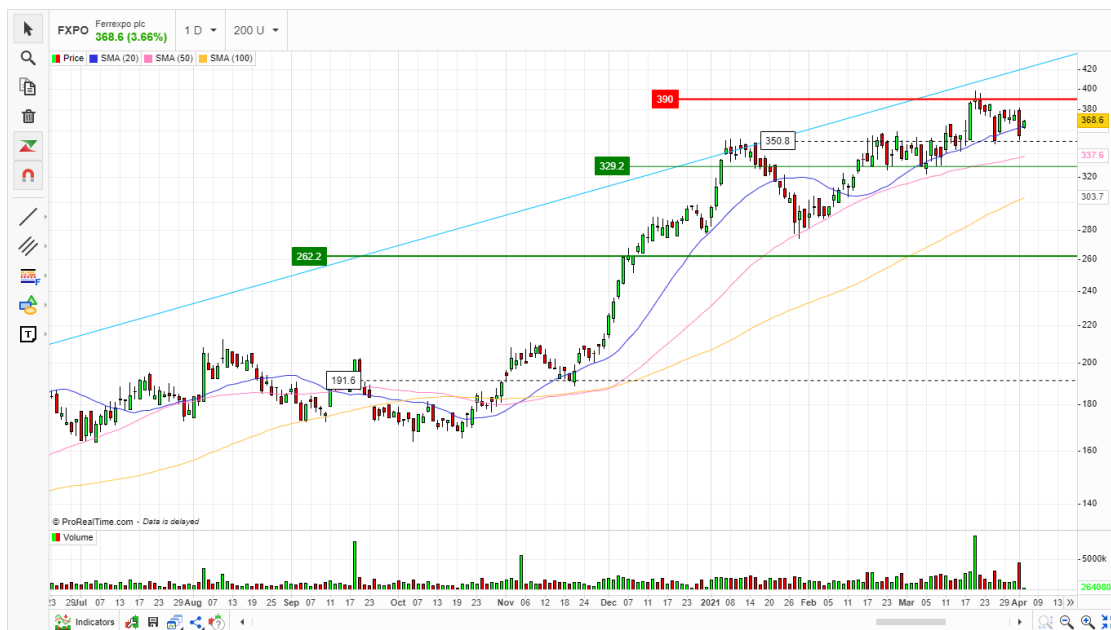 FXPO Ferrexpo plc 368.6 (3.66%) 1 D 200 U
Price SMA (20) SMA (50) SMA (100)
420
400
390
380
368.6
350.8
337.6
329.2
320
303.7
280
262.2
260
240
220
200
191.6
180
160
140
F
T
© ProRealTime.com - Data is delayed
Volume
5000k
264080
23 29 Jul 07 13 17 23 29 Aug 07 13 19 25 Sep 07 11 17 23 Oct 07 13 19 23 Nov 06 12 18 24 Dec 07 11 17 23 2021 08 14 20 26 Feb 05 11 17 23 Mar 05 11 17 23 29 Apr 09 13
Indicators